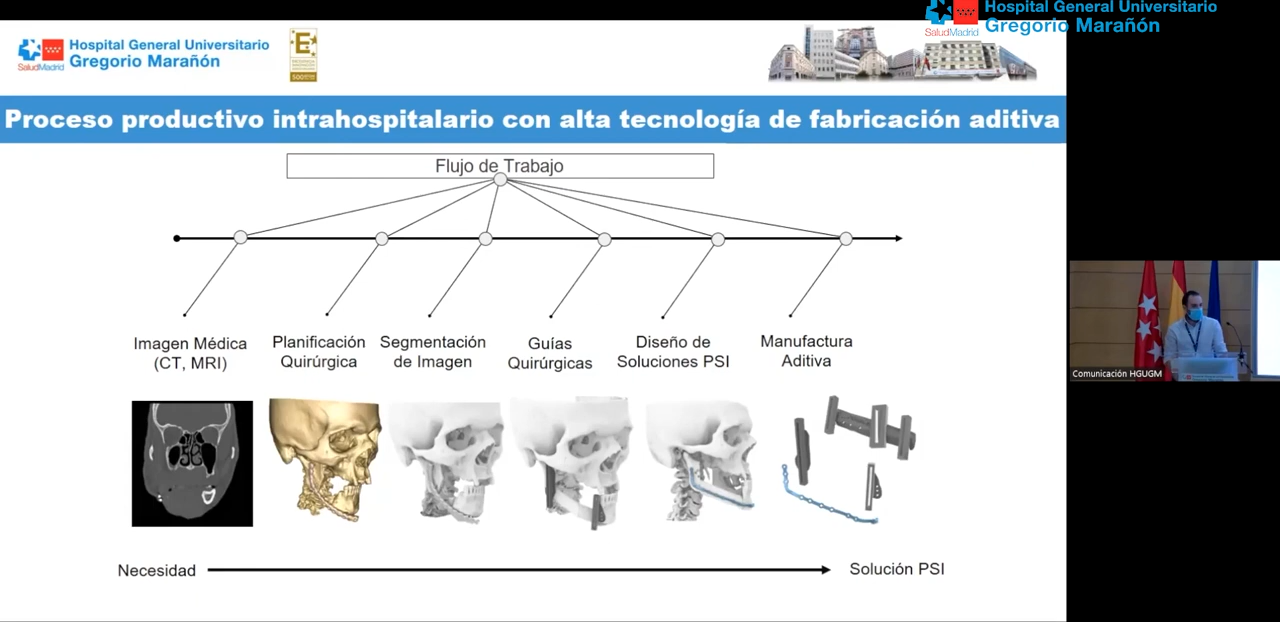 Hospital General Universitario
Gregorio Marañón
SaludMadrid
Hospital General Universitario
Gregorio Marañón
SaludMadrid
E
500
Proceso productivo intrahospitalario con alta tecnología de fabricación aditiva
Flujo de Trabajo
Imagen Médica
(CT, MRI)
Planificación
Quirúrgica
Segmentación
de Imagen
Guías
Quirúrgicas
Diseño de
Soluciones PSI
Manufactura
Aditiva
Necesidad
Solución PSI
Comunicación HGUGM